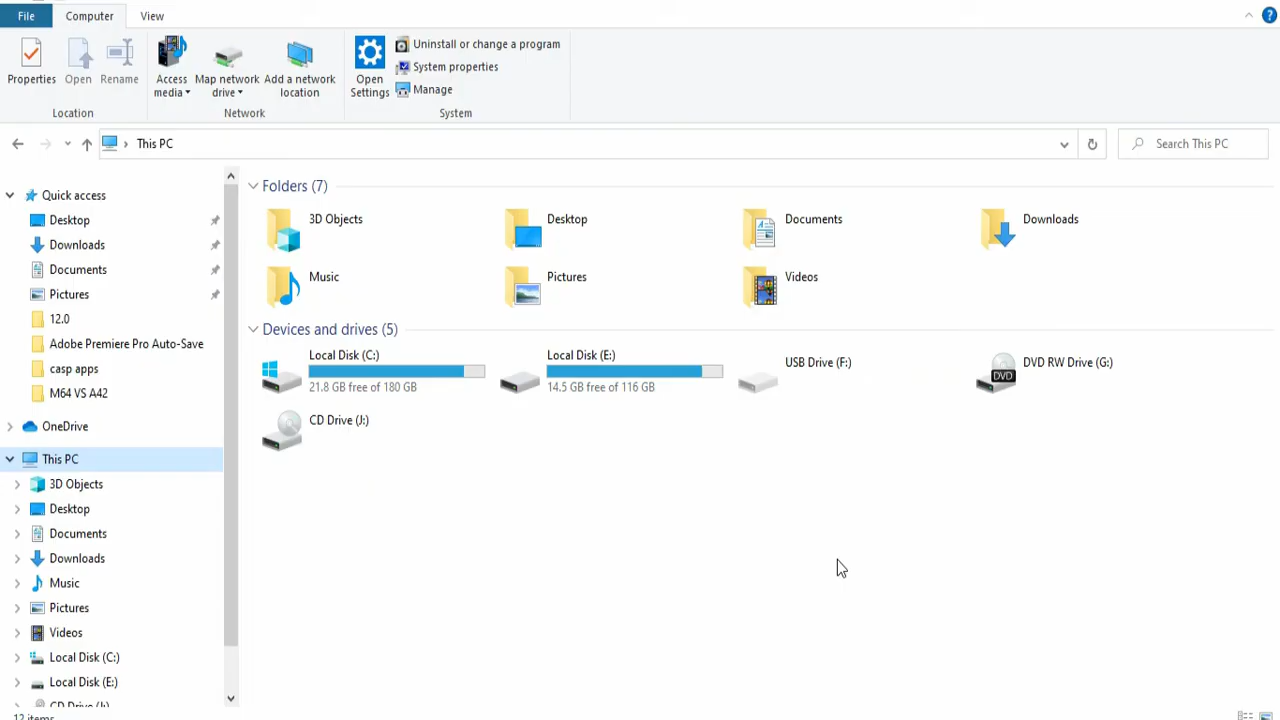 File
Computer
View
Properties
Open
Rename
Access media
Map network drive
Add a network location
Open Settings
Uninstall or change a program
System properties
Manage
Location
Network
System
This PC
Search This PC
Quick access
Desktop
Downloads
Documents
Pictures
12.0
Adobe Premiere Pro Auto-Save
casp apps
M64 VS A42
OneDrive
This PC
3D Objects
Desktop
Documents
Downloads
Music
Pictures
Videos
Local Disk (C:)
Local Disk (E:)
CD Drive (J:)
12 items
Folders (7)
3D Objects
Desktop
Documents
Downloads
Music
Pictures
Videos
Devices and drives (5)
Local Disk (C:)
21.8 GB free of 180 GB
Local Disk (E:)
14.5 GB free of 116 GB
USB Drive (F:)
DVD RW Drive (G:)
DVD
CD Drive (J:)